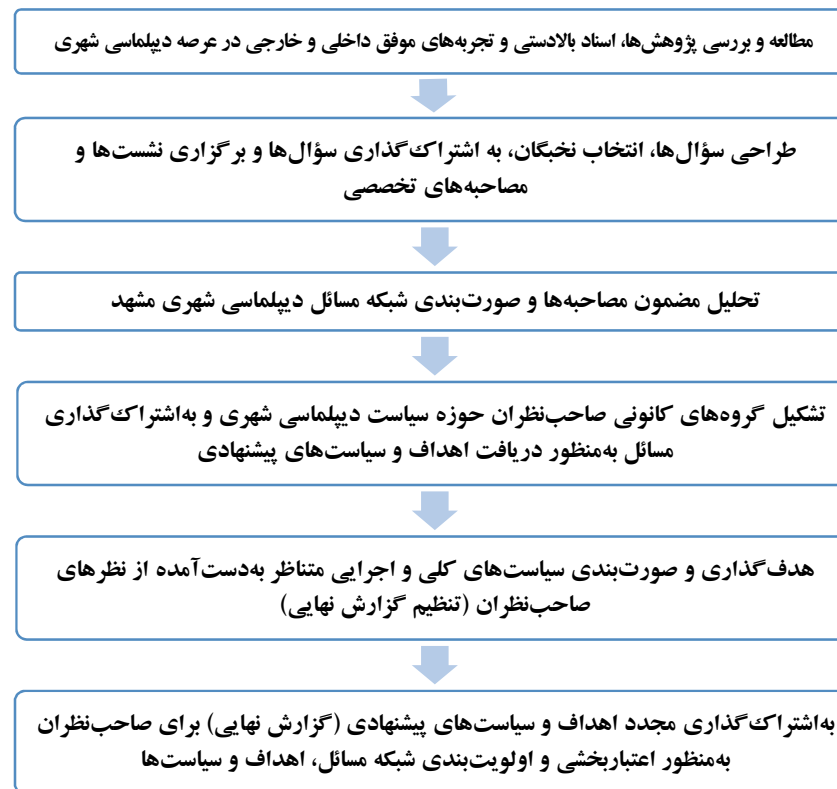 مطالعه و بررسی پژوهش‌ها، اسناد بالادستی و تجربه‌های موفق داخلی و خارجی در عرصه دیپلماسی شهری
طراحی سؤال‌ها، انتخاب نخبگان، به اشتراک‌گذاری سؤال‌ها و برگزاری نشست‌ها و
مصاحبه‌های تخصصی
تحلیل مضمون مصاحبه‌ها و صورت‌بندی شبکه مسائل دیپلماسی شهری مشهد
تشکیل گروه‌های کانونی صاحب‌نظران حوزه سیاست دیپلماسی شهری و به‌اشتراک‌گذاری
مسائل به‌منظور دریافت اهداف و سیاست‌های پیشنهادی
هدف‌گذاری و صورت‌بندی سیاست‌های کلی و اجرایی متناظر به‌دست‌آمده از نظرهای
صاحب‌نظران (تنظیم گزارش نهایی)
به‌اشتراک‌گذاری مجدد اهداف و سیاست‌های پیشنهادی (گزارش نهایی) برای صاحب‌نظران
به‌منظور اعتباربخشی و اولویت‌بندی شبکه مسائل، اهداف و سیاست‌ها